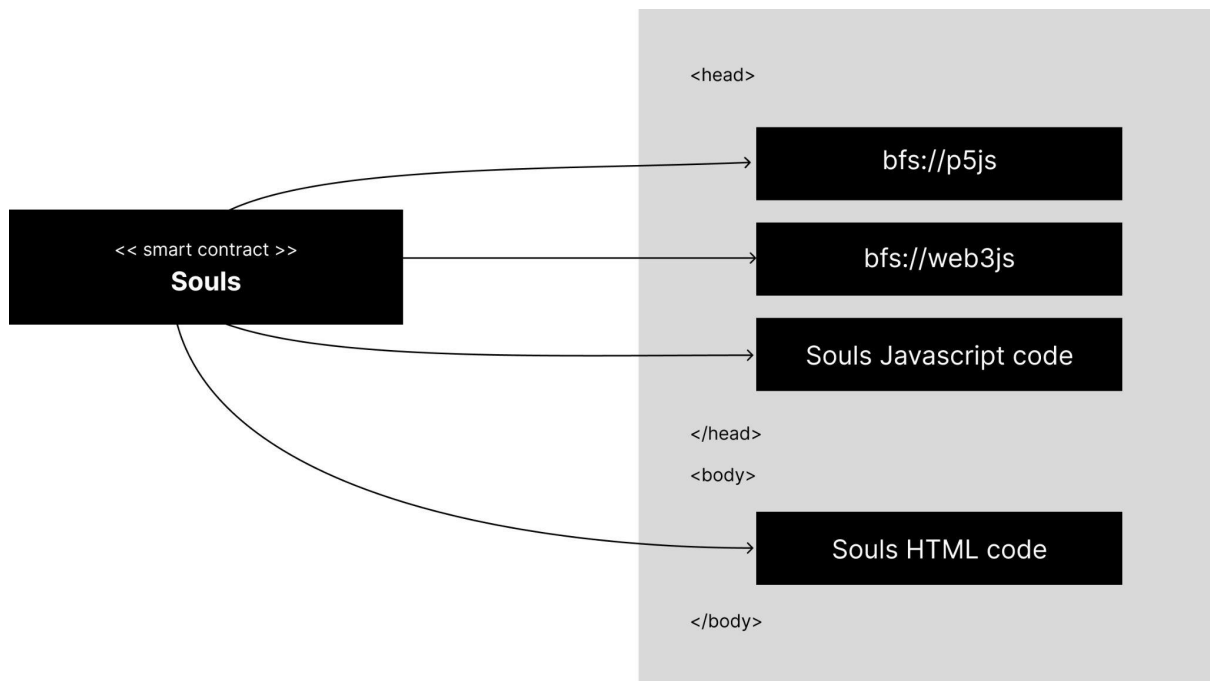 <head>
bfs://p5js
<< smart contract >>
Souls
bfs://web3js
Souls Javascript code
</head>
<body>
Souls HTML code
</body>